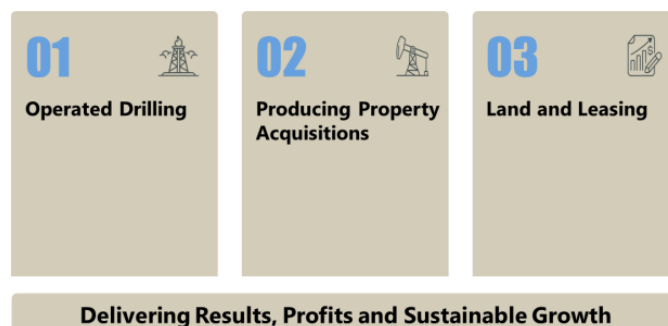 01
Operated Drilling
02
Producing Property
Acquisitions
03
Land and Leasing
Delivering Results, Profits and Sustainable Growth